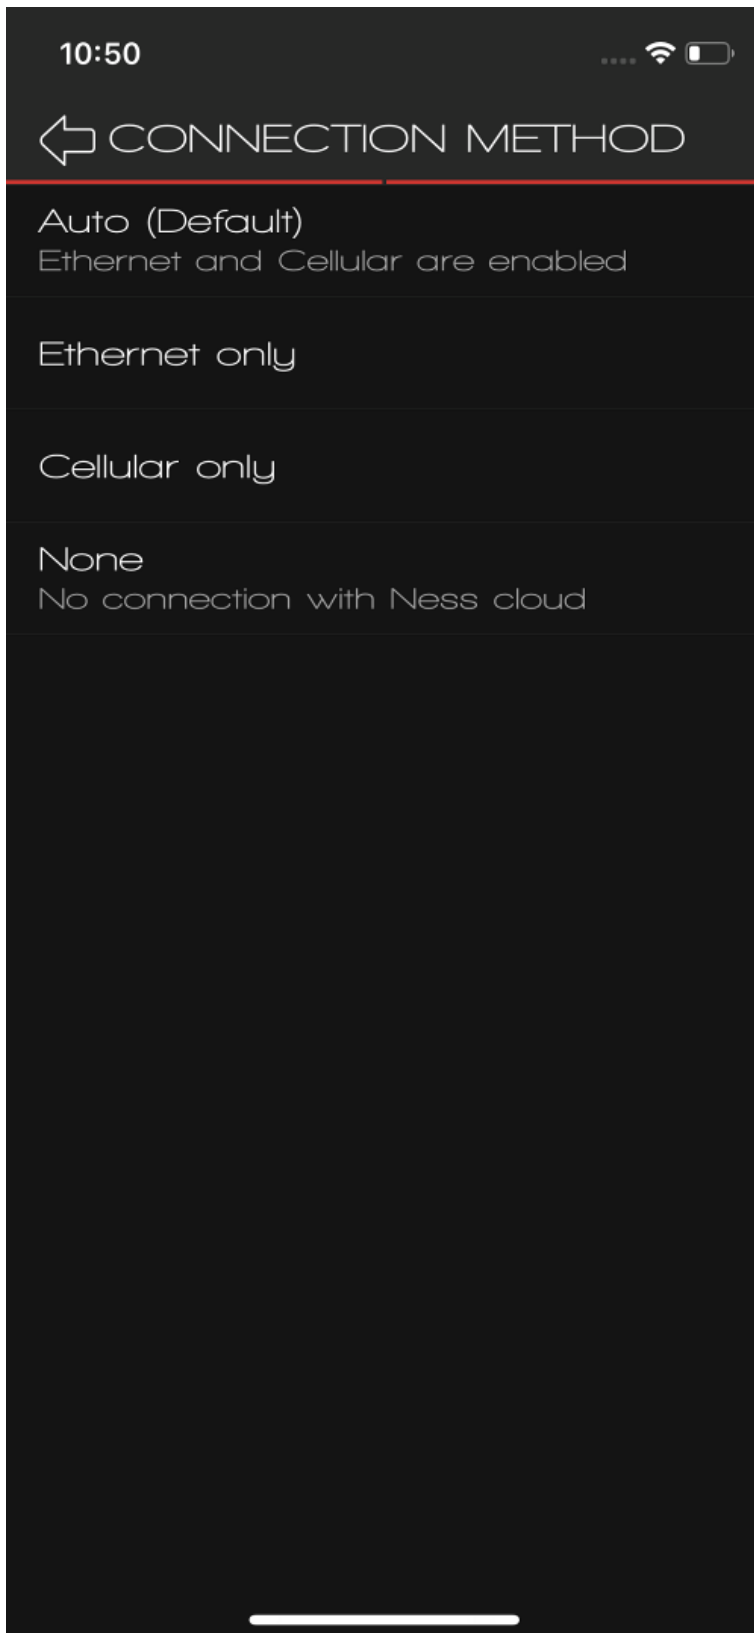 10:50
CONNECTION METHOD
Auto (Default)
Ethernet and Cellular are enabled
Ethernet only
Cellular only
None
No connection with Ness cloud